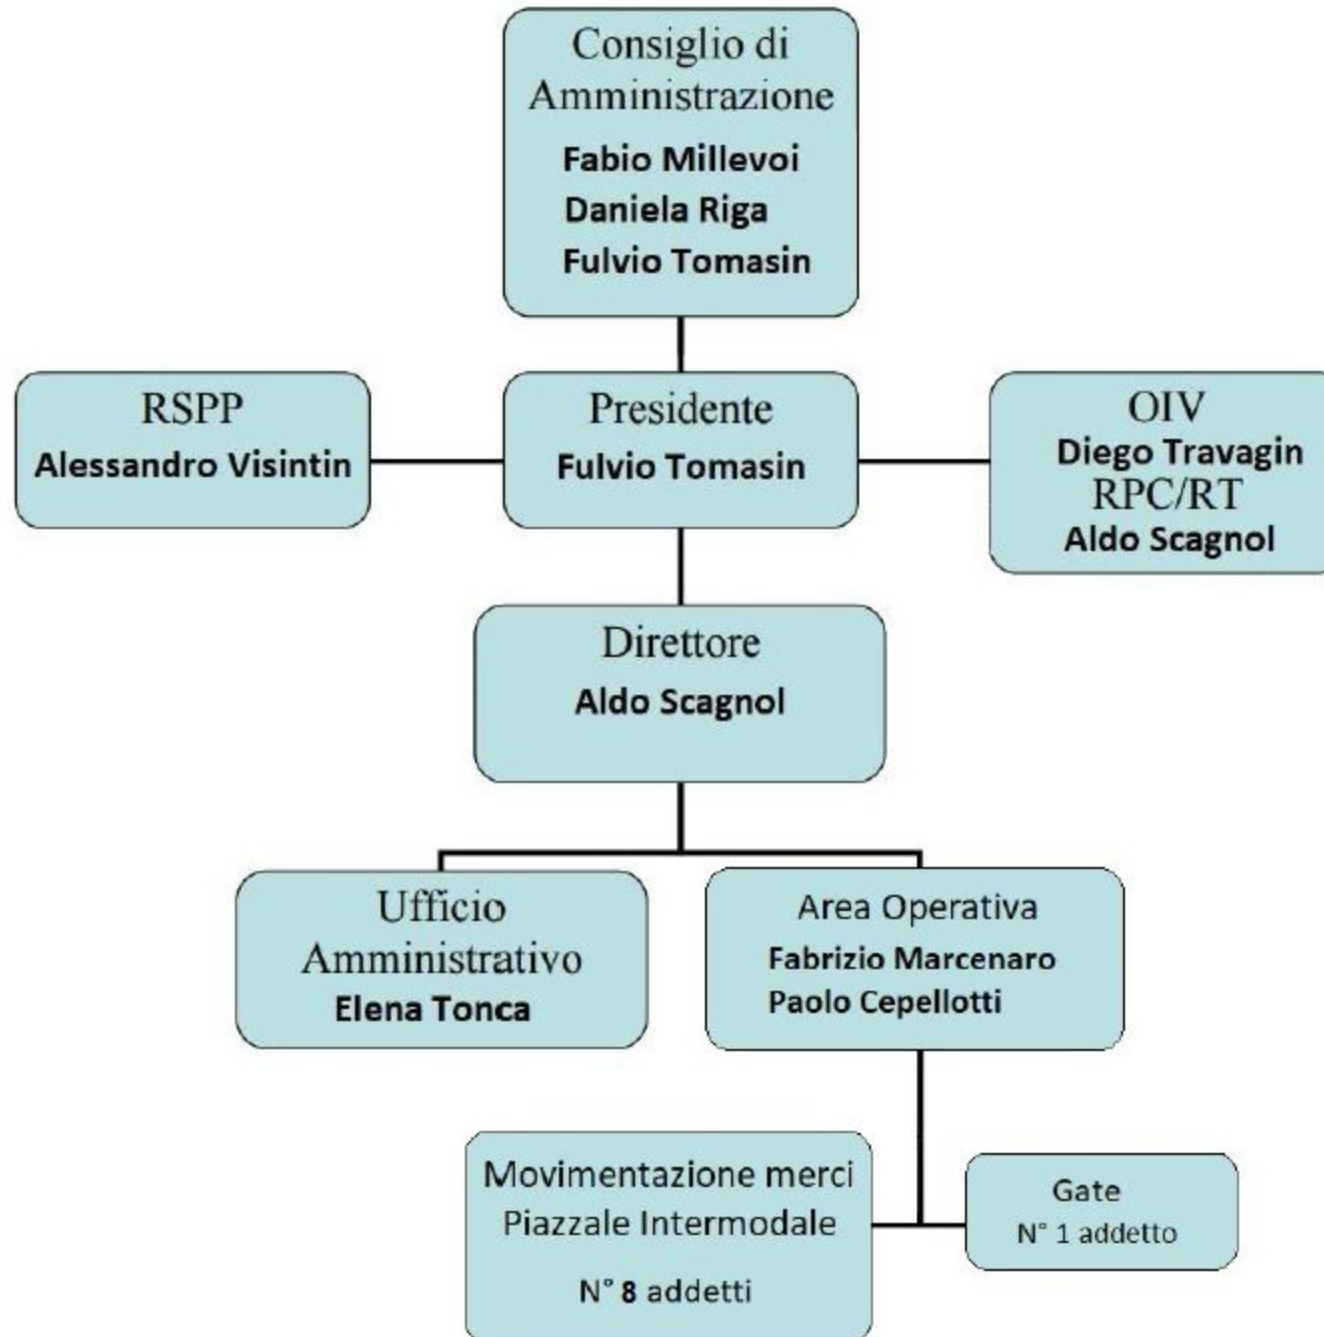 Consiglio di
Amministrazione
Fabio Millevoi
Daniela Riga
Fulvio Tomasin
RSPP
Alessandro Visintin
Presidente
Fulvio Tomasin
OIV
Diego Travagin
RPC/RT
Aldo Scagnol
Direttore
Aldo Scagnol
Ufficio
Amministrativo
Elena Tonca
Area Operativa
Fabrizio Marcenaro
Paolo Cepellotti
Movimentazione merci
Piazzale Intermodale
N° 8 addetti
Gate
N° 1 addetto